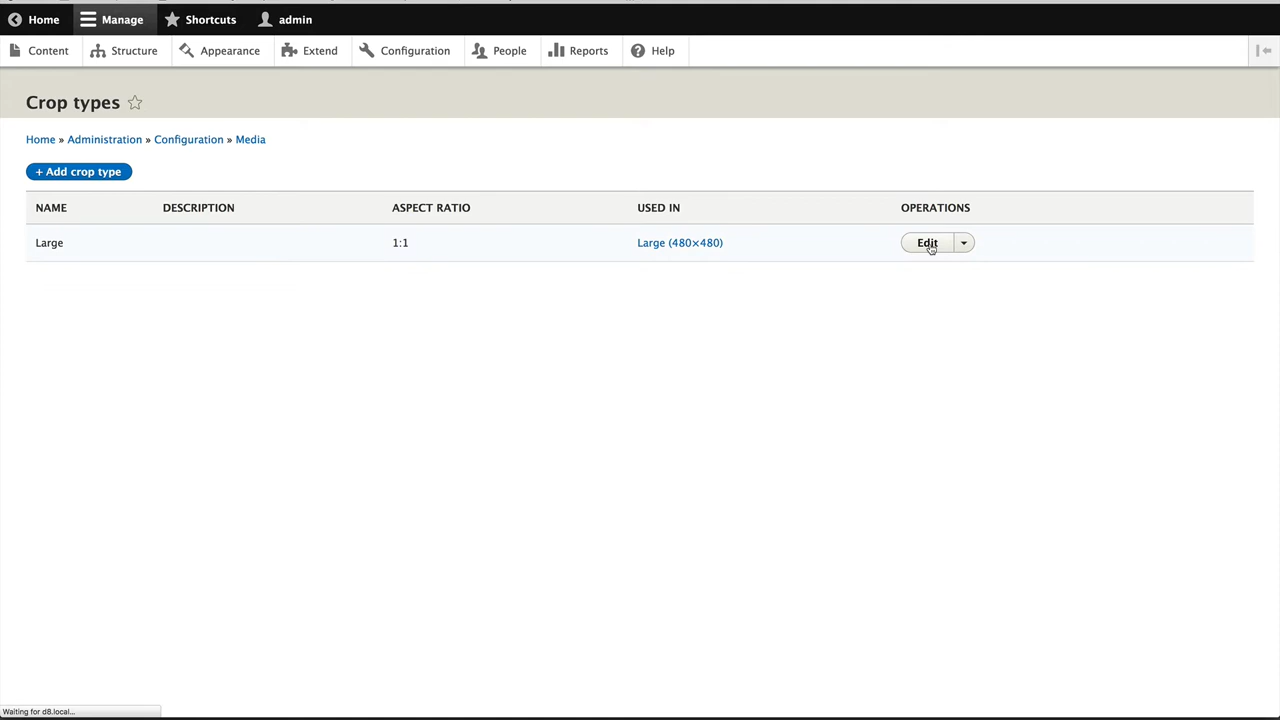 Home Manage Shortcuts admin
Content Structure Appearance Extend Configuration People Reports Help
Crop types
Home » Administration » Configuration » Media
+ Add crop type
NAME DESCRIPTION ASPECT RATIO USED IN OPERATIONS
Large 1:1 Large (480×480) Edit
Waiting for d8.local...